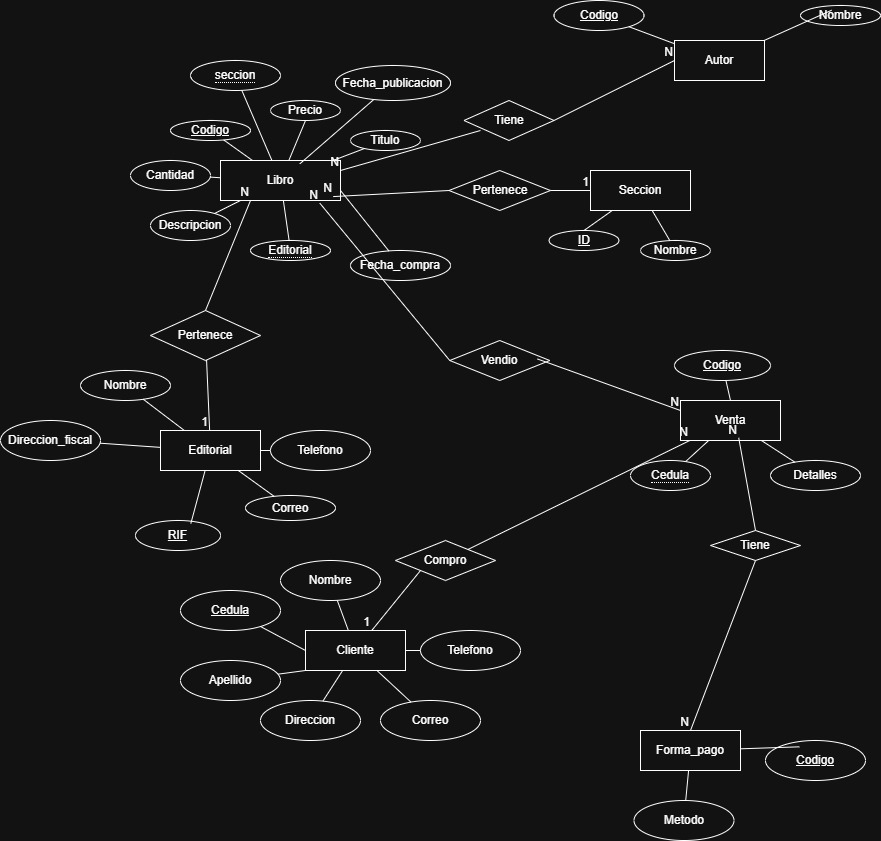 Codigo
Nombre
N
Autor
seccion
Fecha_publicacion
Precio
Tiene
Codigo
Titulo
N
Cantidad
Libro
N
N
N
Pertenece
1
Seccion
Descripcion
Editorial
ID
Nombre
Fecha_compra
Pertenece
Vendio
Codigo
Nombre
N
1
Venta
N
N
Direccion_fiscal
Editorial
Telefono
Cedula
Detalles
Correo
RIF
Tiene
Compro
Nombre
Cedula
1
Cliente
Telefono
Apellido
Direccion
Correo
N
Forma_pago
Codigo
Metodo